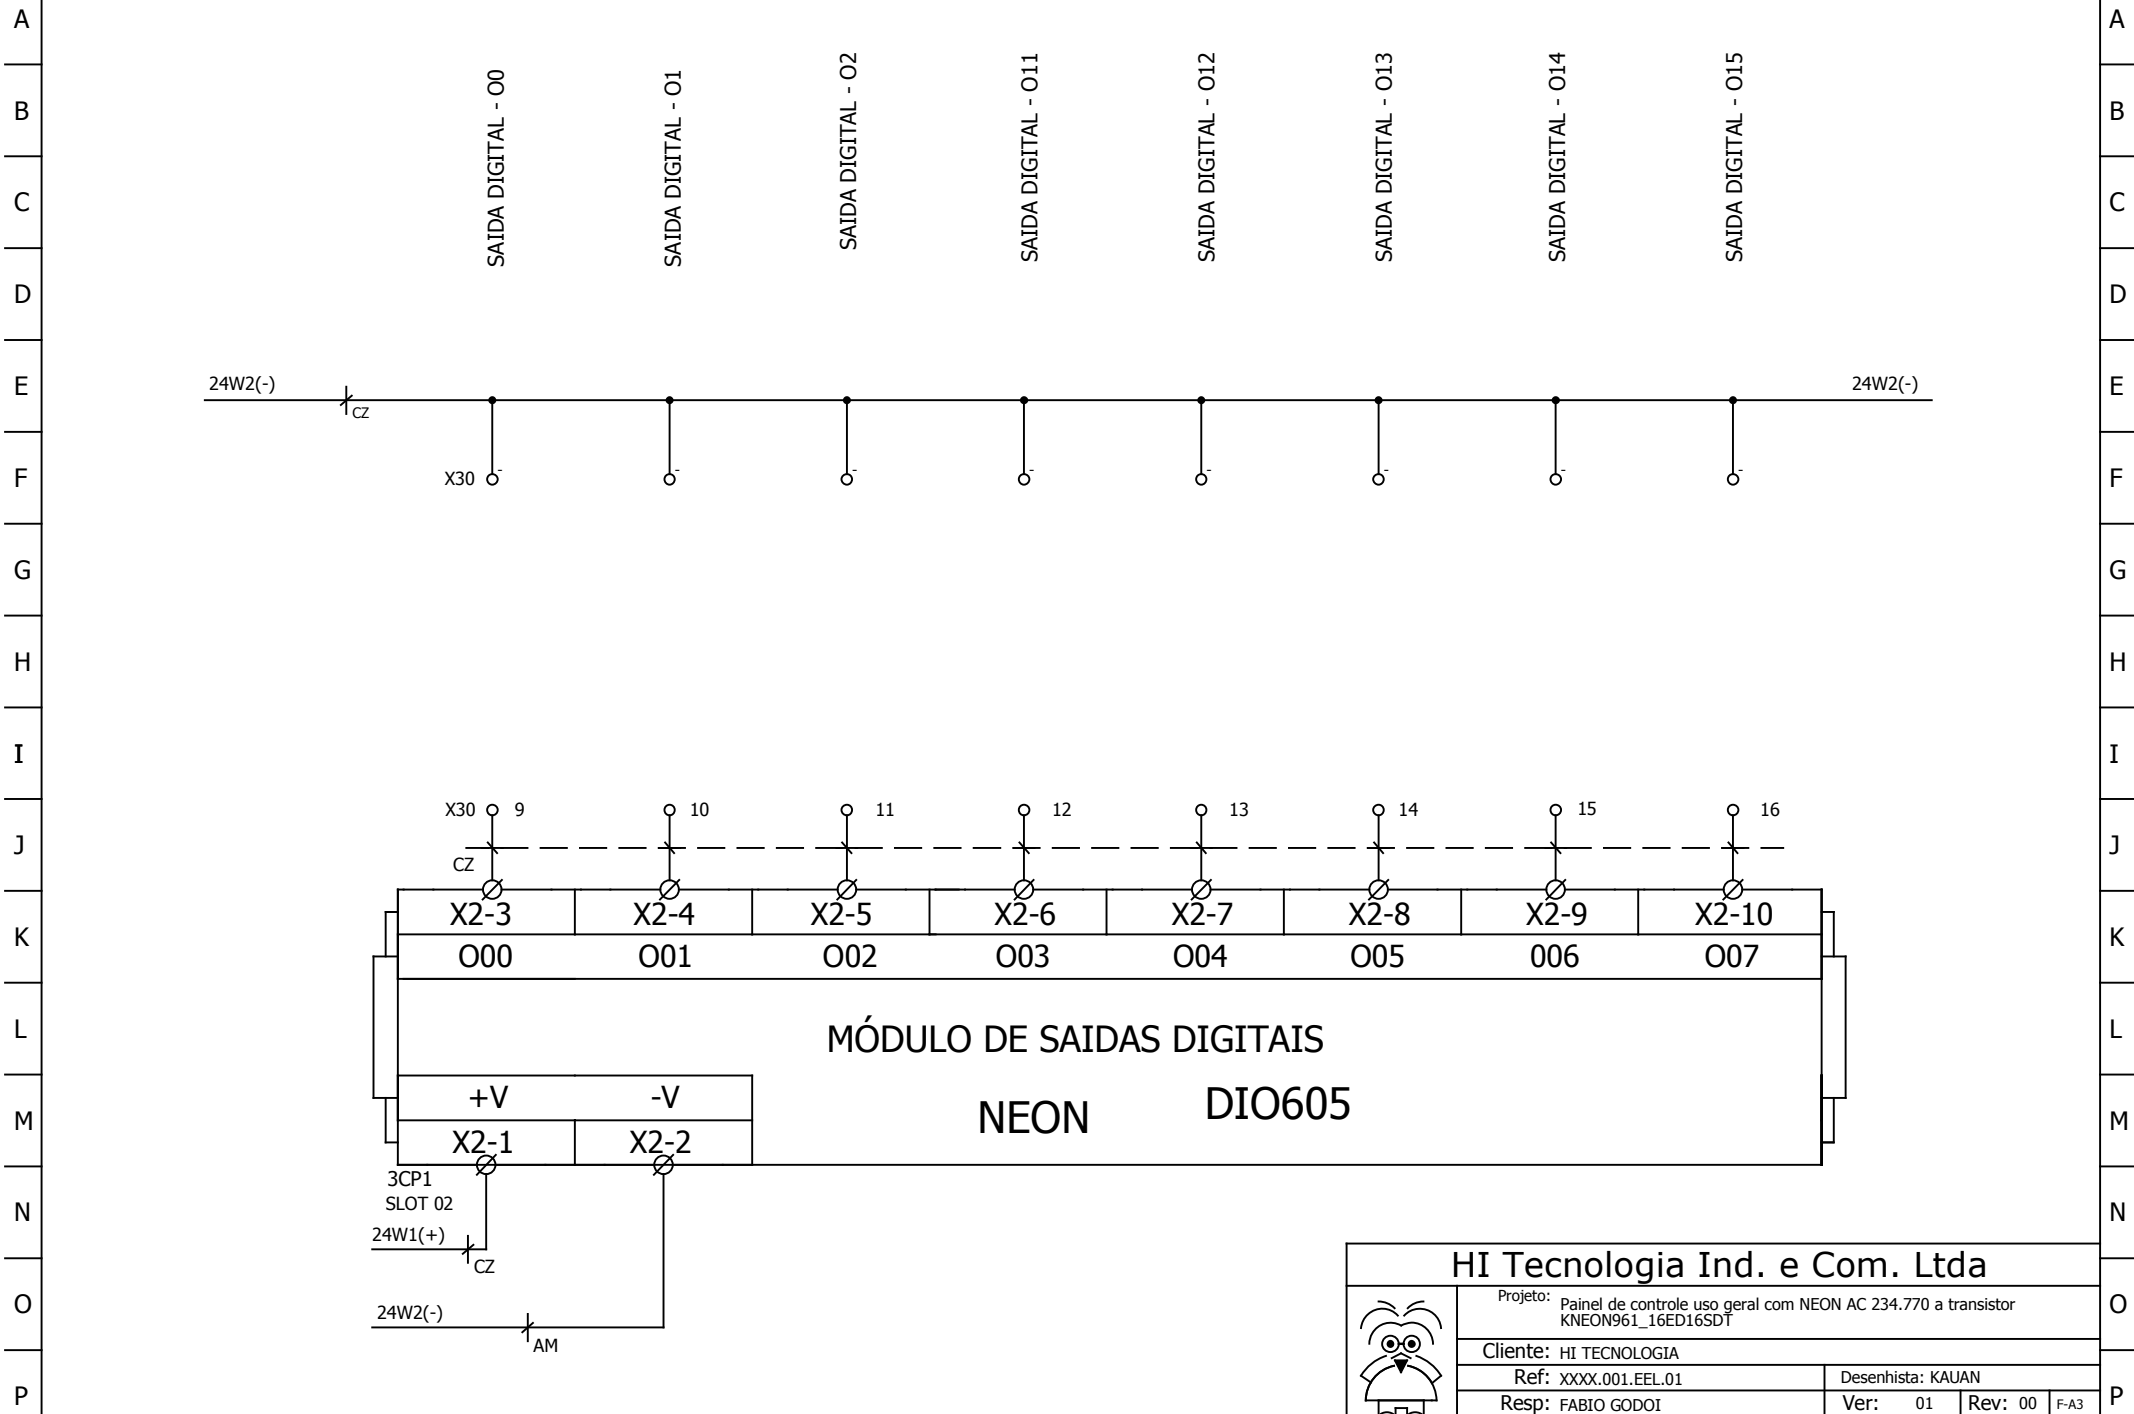 A A
SAIDA DIGITAL - O0 SAIDA DIGITAL - O1 SAIDA DIGITAL - O2 SAIDA DIGITAL - O11 SAIDA DIGITAL - O12 SAIDA DIGITAL - O13 SAIDA DIGITAL - O14 SAIDA DIGITAL - O15
B B
C C
D D
24W2(-) 24W2(-)
E E
CZ
X30 - - - - - - - -
F F
G G
H H
I I
X30 9 10 11 12 13 14 15 16
J J
CZ
X2-3 X2-4 X2-5 X2-6 X2-7 X2-8 X2-9 X2-10
K K
O00 O01 O02 O03 O04 O05 006 O07
L L
MÓDULO DE SAIDAS DIGITAIS
+V -V
NEON DIO605
M M
X2-1 X2-2
3CP1
SLOT 02
N N
24W1(+)
CZ
HI Tecnologia Ind. e Com. Ltda
O O
24W2(-)
AM
Projeto: Painel de controle uso geral com NEON AC 234.770 a transistor
KNEON961_16ED16SDT
Cliente: HI TECNOLOGIA
Ref: XXXX.001.EEL.01 Desenhista: KAUAN
P P
Resp: FABIO GODOI Ver: 01 Rev: 00 F-A3